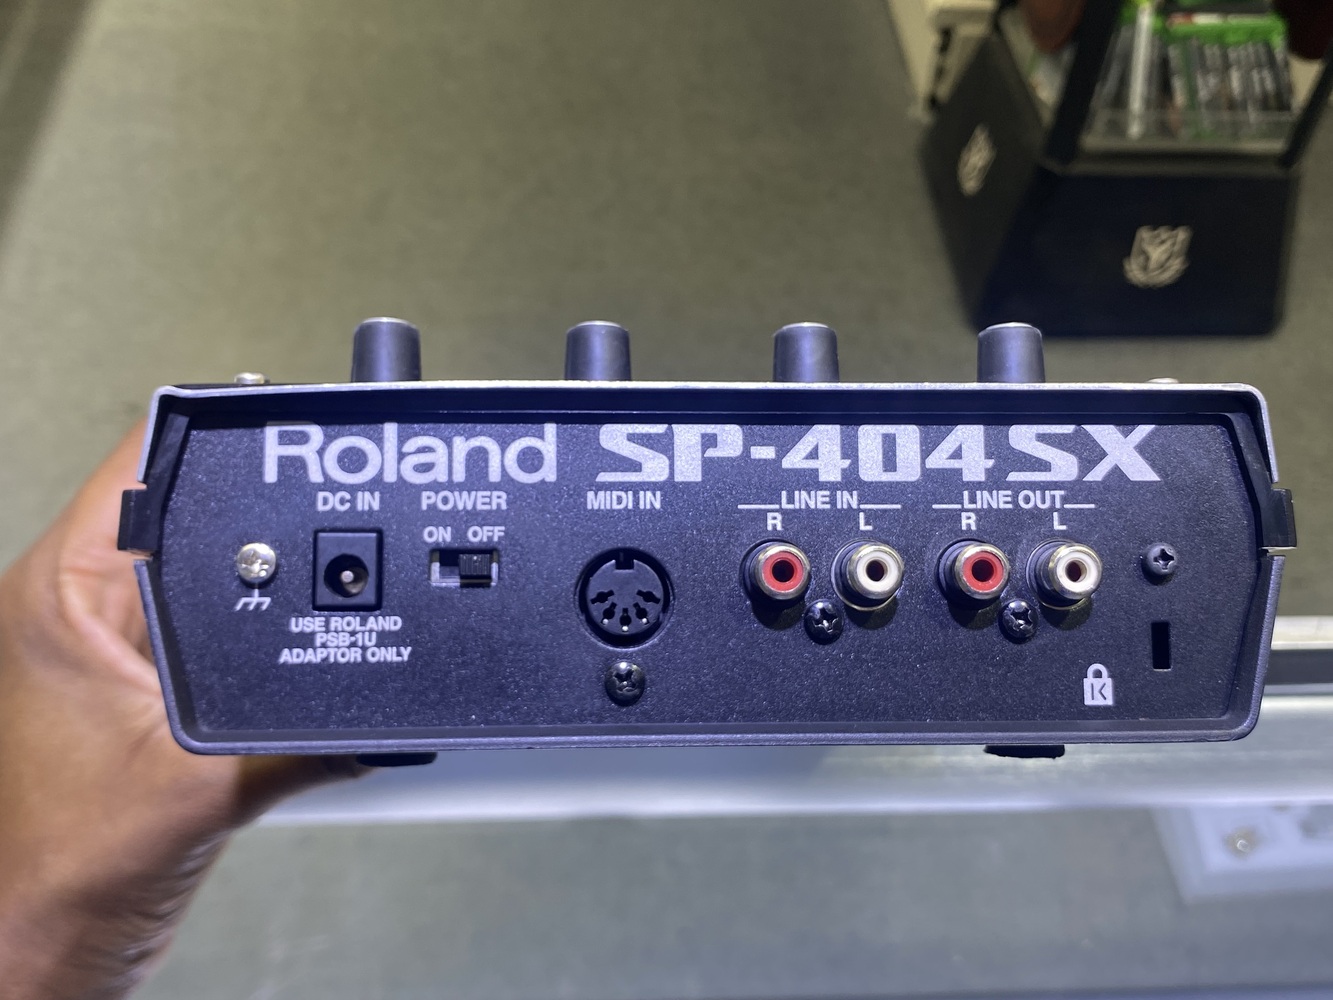 Roland SP-404SX
DC IN
POWER
MIDI IN
LINE IN
LINE OUT
ON OFF
R L
R L
USE ROLAND
PSB-1U
ADAPTOR ONLY
K